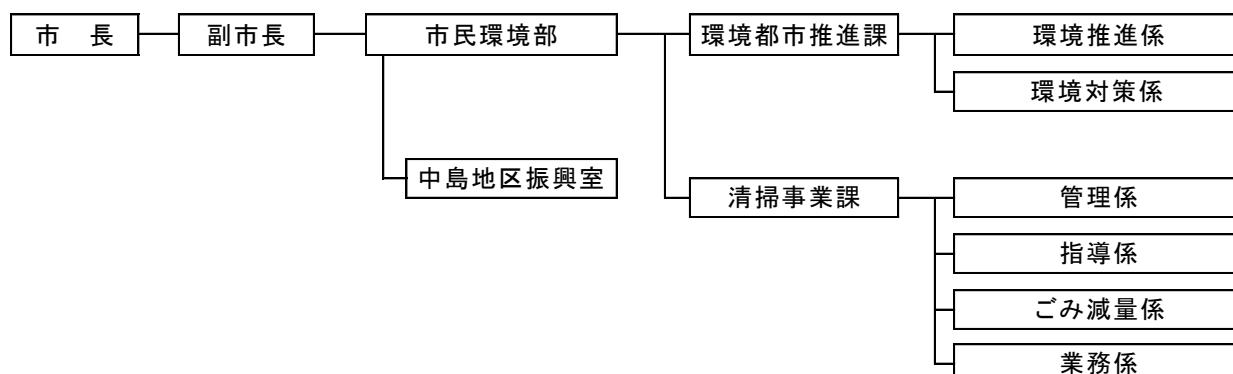 市　長
副市長
市民環境部
環境都市推進課
環境推進係
環境対策係
中島地区振興室
清掃事業課
管理係
指導係
ごみ減量係
業務係